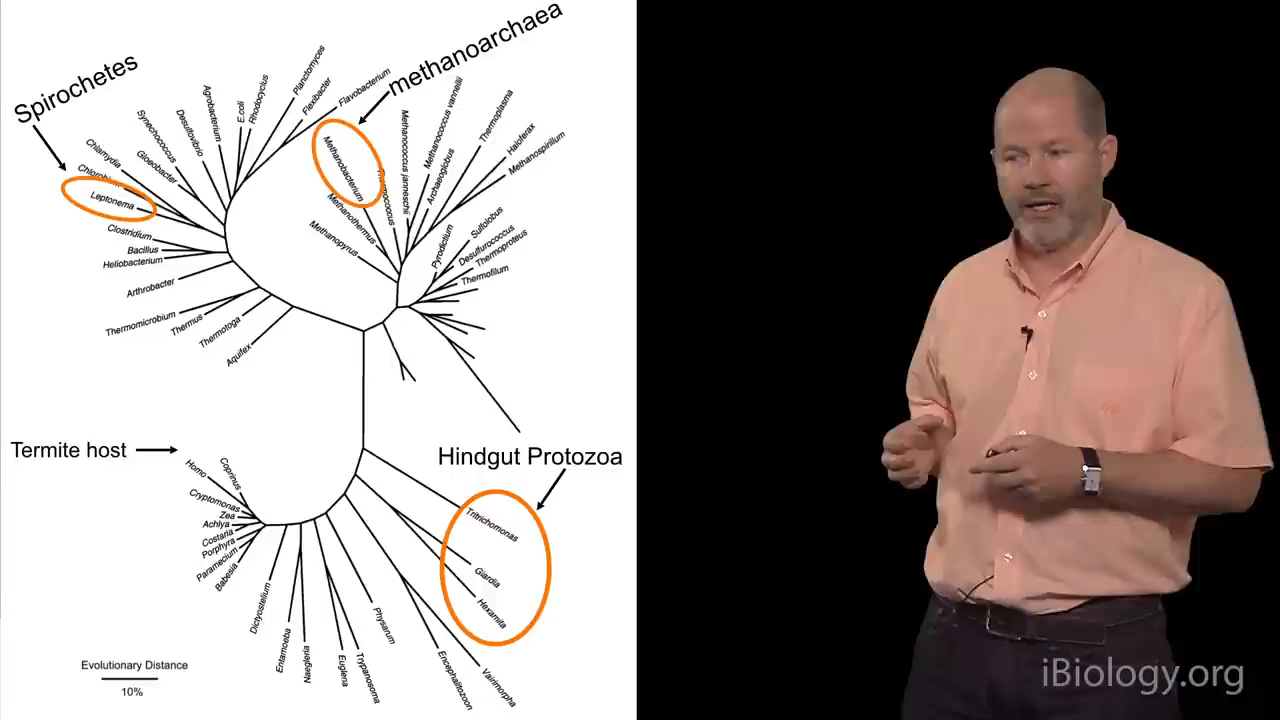 methanoarchaea
Spirochetes
Planctomyces
Flavobacterium
Flexibacter
Rhodocyclus
E.coli
Agrobacterium
Desulfovibrio
Synechococcus
Gloeobacter
Chlamydia
Leptonema
Clostridium
Bacillus
Heliobacterium
Arthrobacter
Thermomicrobium
Thermus
Thermotoga
Aquifex
Methanobacterium
Methanothermus
Methanopyrus
Methanococcus jannaschii
Methanococcus vannielii
Archaeoglobus
Thermoplasma
Haloferax
Methanospirilium
Pyrodictium
Sulfolobus
Desulfurococcus
Thermoproteus
Thermofilum
Termite host
Hindgut Protozoa
Homo
Coprinus
Cryptomonas
Zea
Achlya
Costaria
Porphyra
Paramecium
Babesia
Dictyostelium
Entamoeba
Naegleria
Euglena
Trypanosoma
Physarum
Encephalitozoon
Vairimorpha
Tritrichomonas
Giardia
Hexamita
Evolutionary Distance
10%
iBiology.org